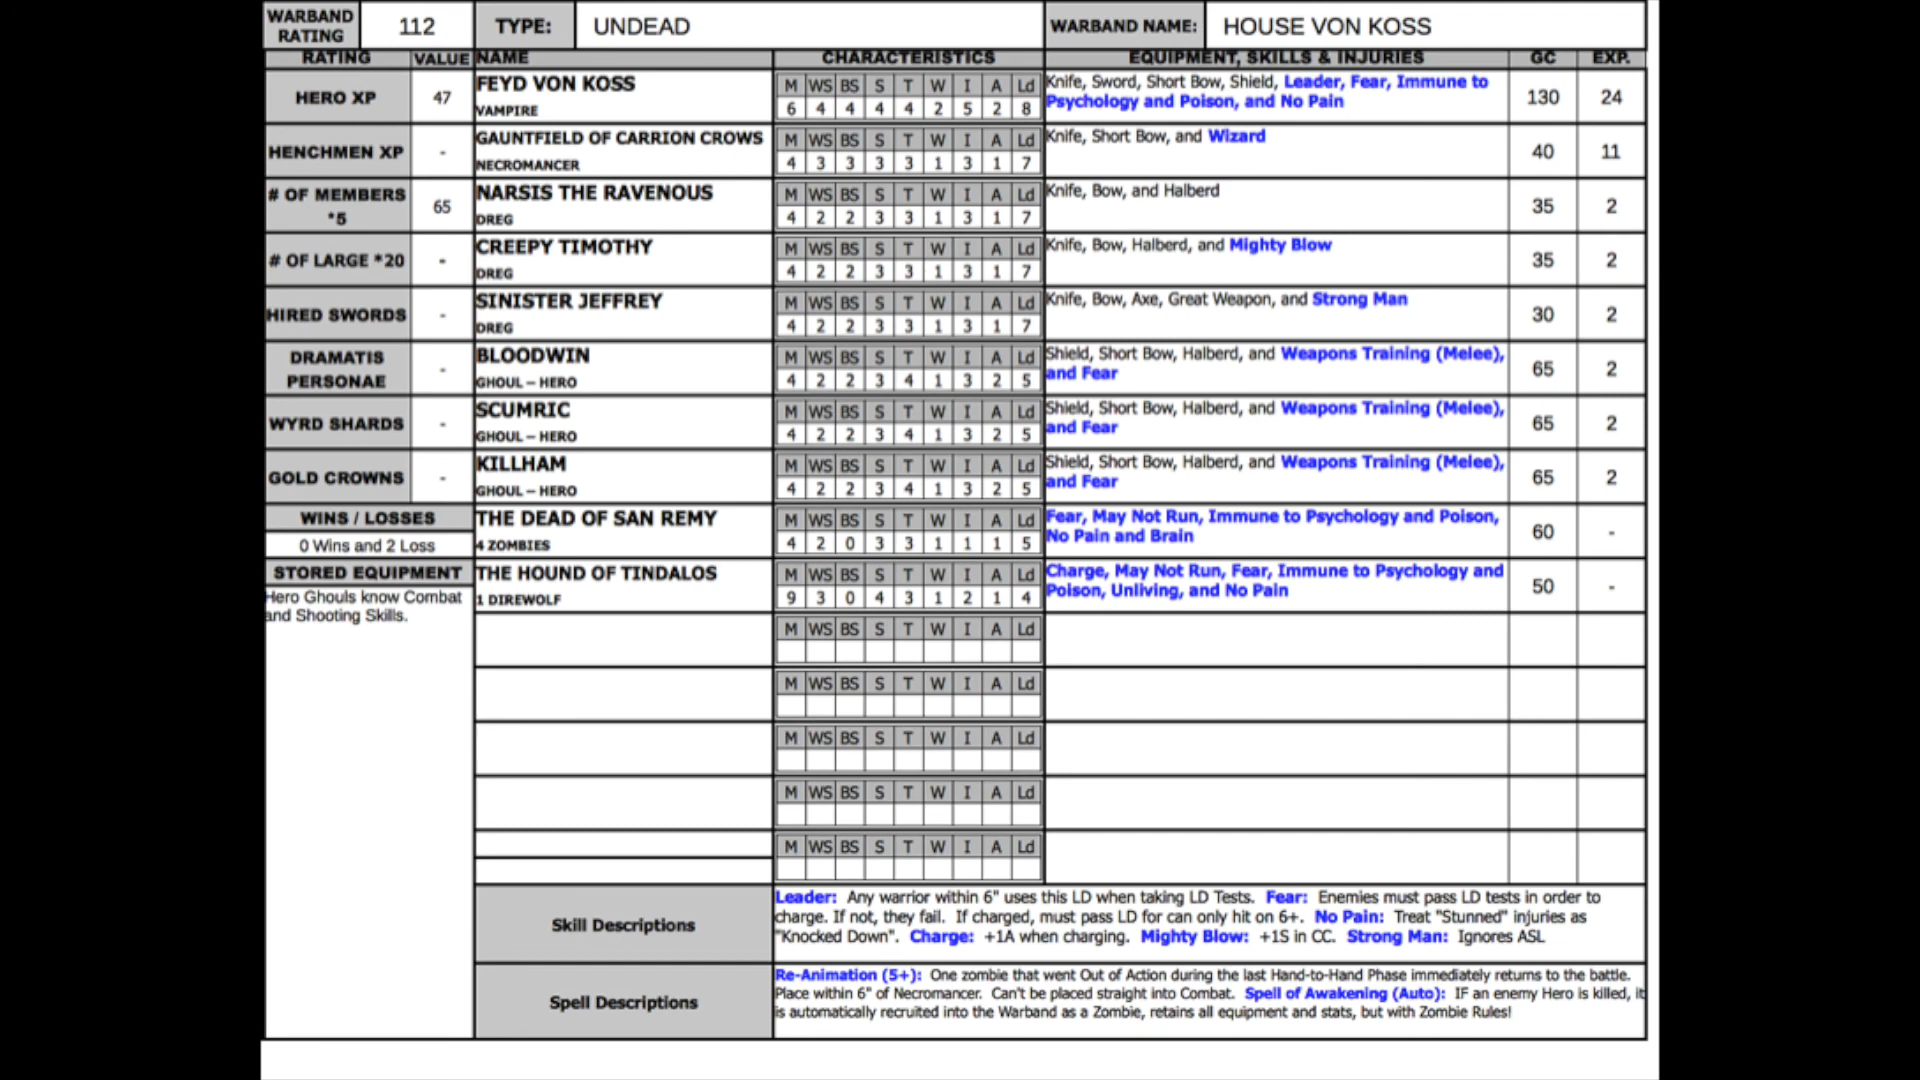 WARBAND RATING 112 TYPE: UNDEAD WARBAND NAME: HOUSE VON KOSS
RATING VALUE NAME CHARACTERISTICS EQUIPMENT, SKILLS & INJURIES GC EXP.
HERO XP 47
FEYD VON KOSS
VAMPIRE
M WS BS S T W I A Ld
6 4 4 4 4 2 5 2 8
Knife, Sword, Short Bow, Shield, Leader, Fear, Immune to
Psychology and Poison, and No Pain
130 24
HENCHMEN XP -
GAUNTFIELD OF CARRION CROWS
NECROMANCER
M WS BS S T W I A Ld
4 3 3 3 3 1 3 1 7
Knife, Short Bow, and Wizard
40 11
# OF MEMBERS
*5
65
NARSIS THE RAVENOUS
DREG
M WS BS S T W I A Ld
4 2 2 3 3 1 3 1 7
Knife, Bow, and Halberd
35 2
# OF LARGE *20 -
CREEPY TIMOTHY
DREG
M WS BS S T W I A Ld
4 2 2 3 3 1 3 1 7
Knife, Bow, Halberd, and Mighty Blow
35 2
HIRED SWORDS -
SINISTER JEFFREY
DREG
M WS BS S T W I A Ld
4 2 2 3 3 1 3 1 7
Knife, Bow, Axe, Great Weapon, and Strong Man
30 2
DRAMATIS
PERSONAE
-
BLOODWIN
GHOUL – HERO
M WS BS S T W I A Ld
4 2 2 3 4 1 3 2 5
Shield, Short Bow, Halberd, and Weapons Training (Melee),
and Fear
65 2
WYRD SHARDS -
SCUMRIC
GHOUL – HERO
M WS BS S T W I A Ld
4 2 2 3 4 1 3 2 5
Shield, Short Bow, Halberd, and Weapons Training (Melee),
and Fear
65 2
GOLD CROWNS -
KILLHAM
GHOUL – HERO
M WS BS S T W I A Ld
4 2 2 3 4 1 3 2 5
Shield, Short Bow, Halberd, and Weapons Training (Melee),
and Fear
65 2
WINS / LOSSES
0 Wins and 2 Loss
THE DEAD OF SAN REMY
4 ZOMBIES
M WS BS S T W I A Ld
4 2 0 3 3 1 1 1 5
Fear, May Not Run, Immune to Psychology and Poison,
No Pain and Brain
60 -
STORED EQUIPMENT
Hero Ghouls know Combat
and Shooting Skills.
THE HOUND OF TINDALOS
1 DIREWOLF
M WS BS S T W I A Ld
9 3 0 4 3 1 2 1 4
Charge, May Not Run, Fear, Immune to Psychology and
Poison, Unliving, and No Pain
50 -
M WS BS S T W I A Ld
M WS BS S T W I A Ld
M WS BS S T W I A Ld
M WS BS S T W I A Ld
M WS BS S T W I A Ld
Skill Descriptions
Leader: Any warrior within 6" uses this LD when taking LD Tests. Fear: Enemies must pass LD tests in order to
charge. If not, they fail. If charged, must pass LD for can only hit on 6+. No Pain: Treat "Stunned" injuries as
"Knocked Down". Charge: +1A when charging. Mighty Blow: +1S in CC. Strong Man: Ignores ASL
Spell Descriptions
Re-Animation (5+): One zombie that went Out of Action during the last Hand-to-Hand Phase immediately returns to the battle.
Place within 6" of Necromancer. Can't be placed straight into Combat. Spell of Awakening (Auto): IF an enemy Hero is killed, it
is automatically recruited into the Warband as a Zombie, retains all equipment and stats, but with Zombie Rules!